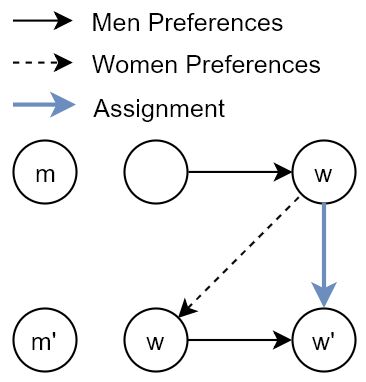 Men Preferences
Women Preferences
Assignment
m w
m' w w'